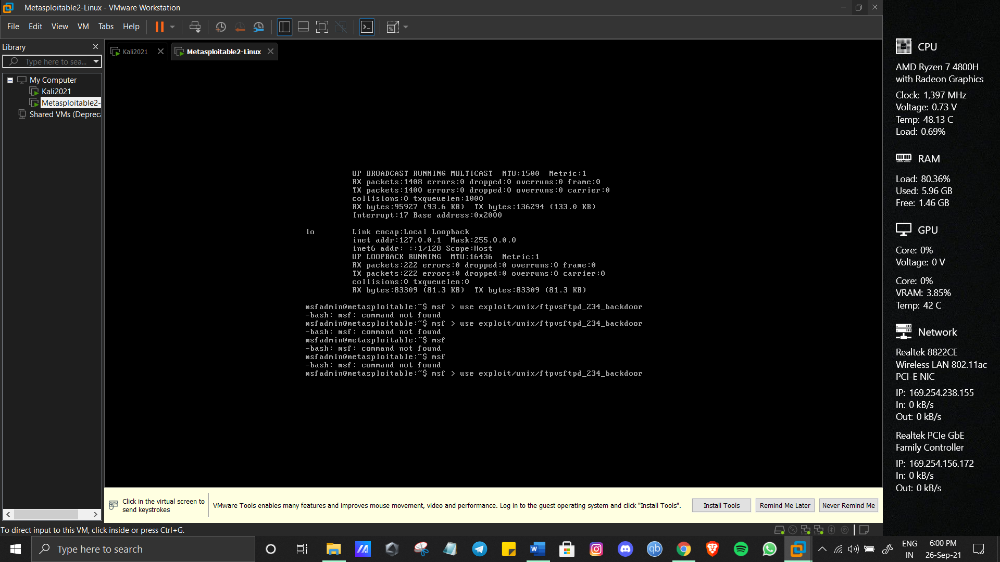 Metasploitable2-Linux - VMware Workstation
File Edit View VM Tabs Help
Library
Type here to sea...
My Computer
Kali2021
Metasploitable2-
Shared VMs (Depreca
Kali2021
Metasploitable2-Linux
UP BROADCAST RUNNING MULTICAST  MTU:1500  Metric:1
RX packets:1408 errors:0 dropped:0 overruns:0 frame:0
TX packets:1400 errors:0 dropped:0 overruns:0 carrier:0
collisions:0 txqueuelen:1000
RX bytes:95927 (93.6 KB)  TX bytes:136294 (133.0 KB)
Interrupt:17 Base address:0x2000
lo        Link encap:Local Loopback
inet addr:127.0.0.1  Mask:255.0.0.0
inet6 addr: ::1/128 Scope:Host
UP LOOPBACK RUNNING  MTU:16436  Metric:1
RX packets:222 errors:0 dropped:0 overruns:0 frame:0
TX packets:222 errors:0 dropped:0 overruns:0 carrier:0
collisions:0 txqueuelen:0
RX bytes:83309 (81.3 KB)  TX bytes:83309 (81.3 KB)
msfadmin@metasploitable:~$ msf > use exploit/unix/ftpvsftpd_234_backdoor
-bash: msf: command not found
msfadmin@metasploitable:~$ msf > use exploit/unix/ftpvsftpd_234_backdoor
-bash: msf: command not found
msfadmin@metasploitable:~$ msf
-bash: msf: command not found
msfadmin@metasploitable:~$ msf
-bash: msf: command not found
msfadmin@metasploitable:~$ msf > use exploit/unix/ftpvsftpd_234_backdoor
Click in the virtual screen to
send keystrokes
VMware Tools enables many features and improves mouse movement, video and performance. Log in to the guest operating system and click "Install Tools".
Install Tools
Remind Me Later
Never Remind Me
To direct input to this VM, click inside or press Ctrl+G.
CPU
AMD Ryzen 7 4800H
with Radeon Graphics
Clock: 1,397 MHz
Voltage: 0.73 V
Temp: 48.13 C
Load: 0.69%
RAM
Load: 80.36%
Used: 5.96 GB
Free: 1.46 GB
GPU
Core: 0%
Voltage: 0 V
Core: 0%
VRAM: 3.85%
Temp: 42 C
Network
Realtek 8822CE
Wireless LAN 802.11ac
PCI-E NIC
IP: 169.254.238.155
In: 0 kB/s
Out: 0 kB/s
Realtek PCIe GbE
Family Controller
IP: 169.254.156.172
In: 0 kB/s
Out: 0 kB/s
Type here to search
qb
ENG
IN
6:00 PM
26-Sep-21